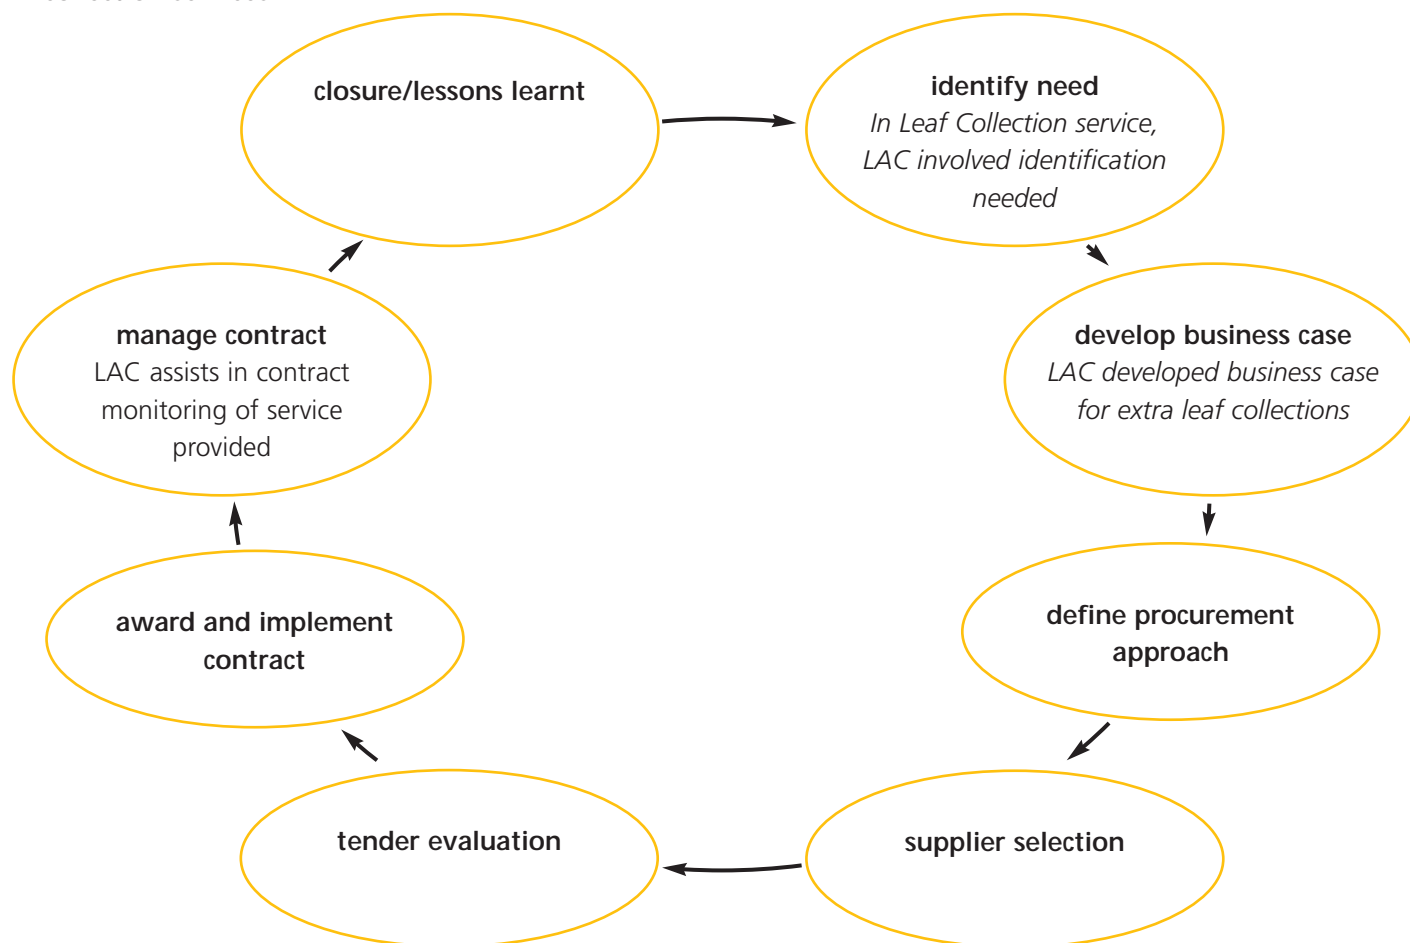 closure/lessons learnt
identify need
In Leaf Collection service,
LAC involved identification
needed
develop business case
LAC developed business case
for extra leaf collections
define procurement
approach
supplier selection
tender evaluation
award and implement
contract
manage contract
LAC assists in contract
monitoring of service
provided